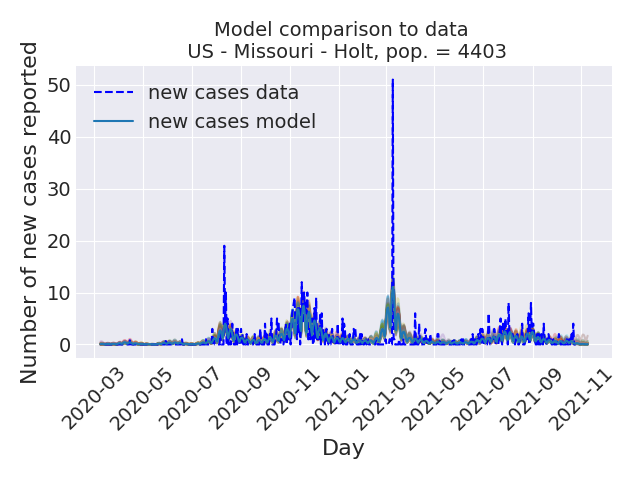 Model comparison to data
US - Missouri - Holt, pop. = 4403
Number of new cases reported
50
40
30
20
10
0
new cases data
new cases model
2020-03
2020-05
2020-07
2020-09
2020-11
2021-01
2021-03
2021-05
2021-07
2021-09
2021-11
Day